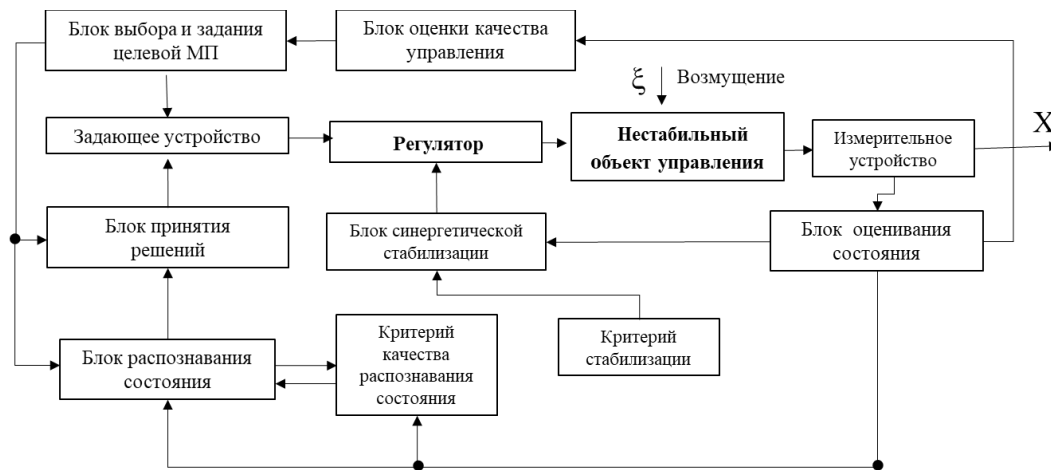 Блок выбора и задания
целевой МП
Блок оценки качества
управления
ξ Возмущение
Задающее устройство
Регулятор
Нестабильный
объект управления
Измерительное
устройство
X
Блок принятия
решений
Блок синергетической
стабилизации
Блок оценивания
состояния
Блок распознавания
состояния
Критерий
качества
распознавания
состояния
Критерий
стабилизации